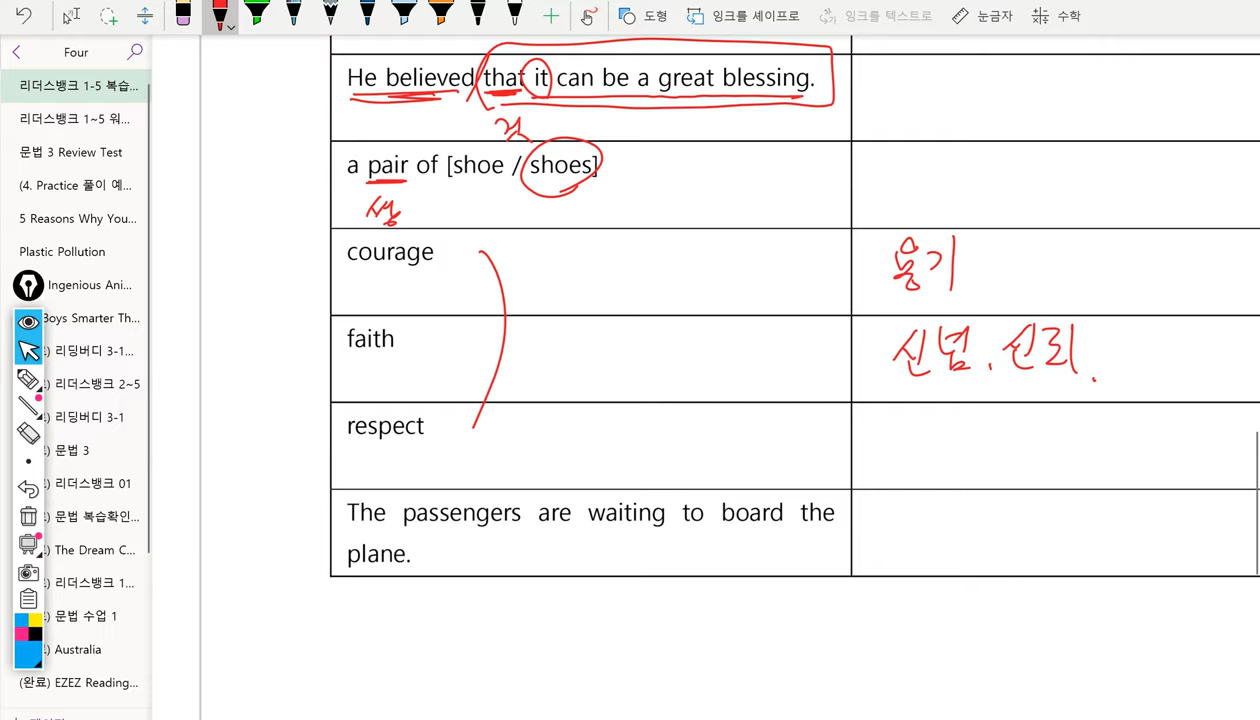 도형
잉크를 셰이프로
잉크를 텍스트로
눈금자
수학
Four
리더스뱅크 1-5 복습...
리더스뱅크 1~5 워...
문법 3 Review Test
(4. Practice 풀이 예...
5 Reasons Why You...
Plastic Pollution
Ingenious Ani...
Boys Smarter Th...
) 리딩버디 3-1...
) 리더스뱅크 2~5
) 리딩버디 3-1
) 문법 3
) 리더스뱅크 01
) 문법 복습확인...
) The Dream C...
) 리더스뱅크 1...
) 문법 수업 1
) Australia
(완료) EZEZ Reading...
He believed that it can be a great blessing.
것
a pair of [shoe / shoes]
쌍
courage
용기
faith
신념. 신뢰.
respect
The passengers are waiting to board the
plane.